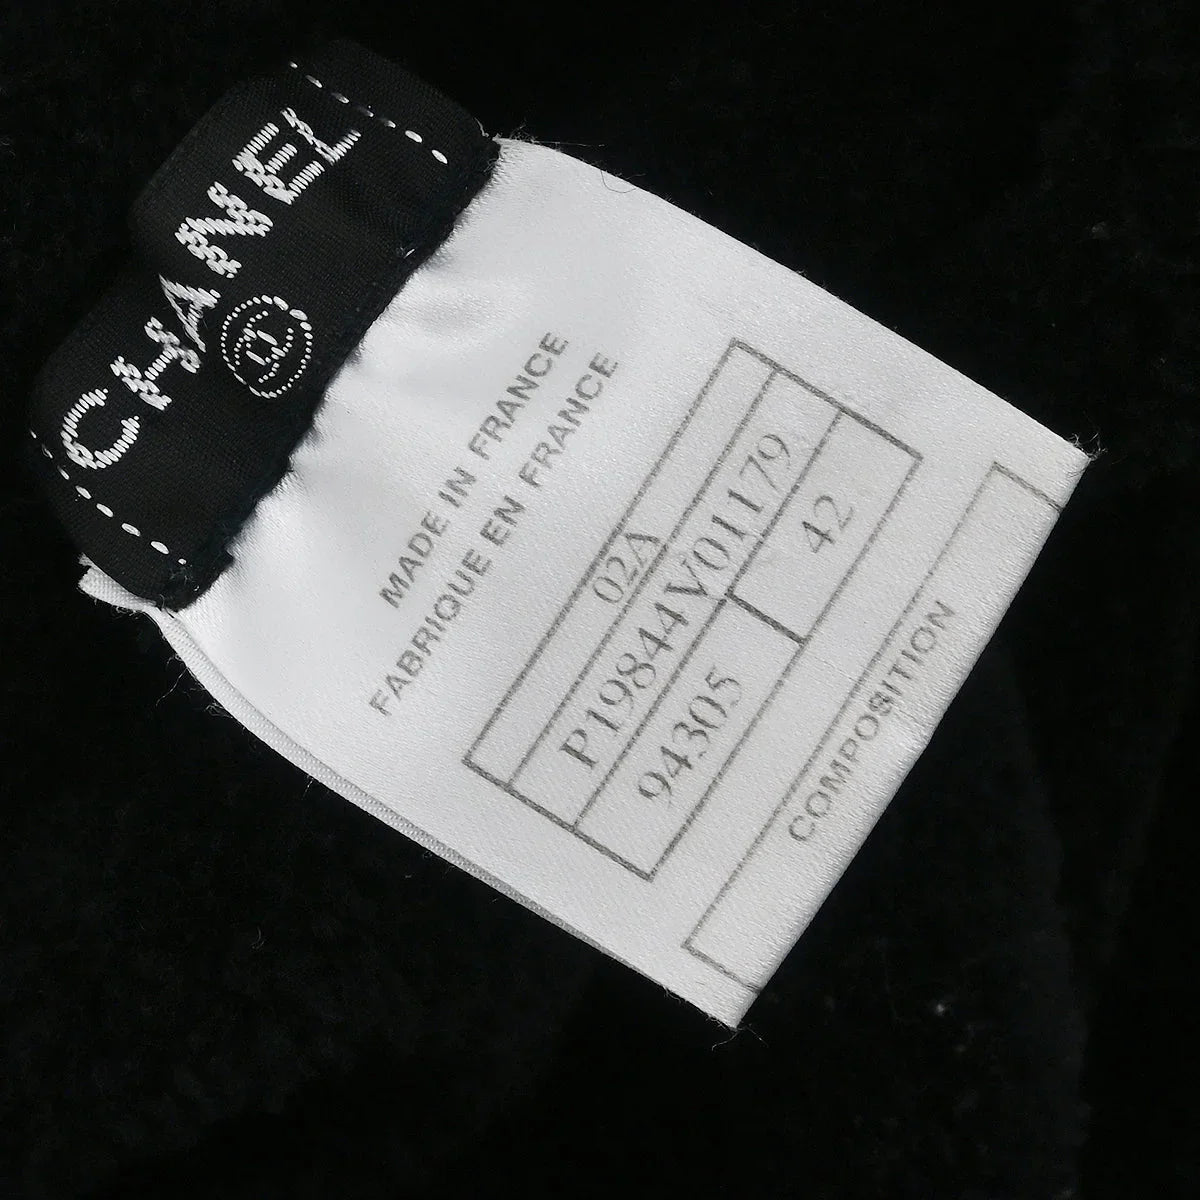 CHANEL
MADE IN FRANCE
FABRIQUE EN FRANCE
02A
P19844V01179
94305
42
COMPOSITION